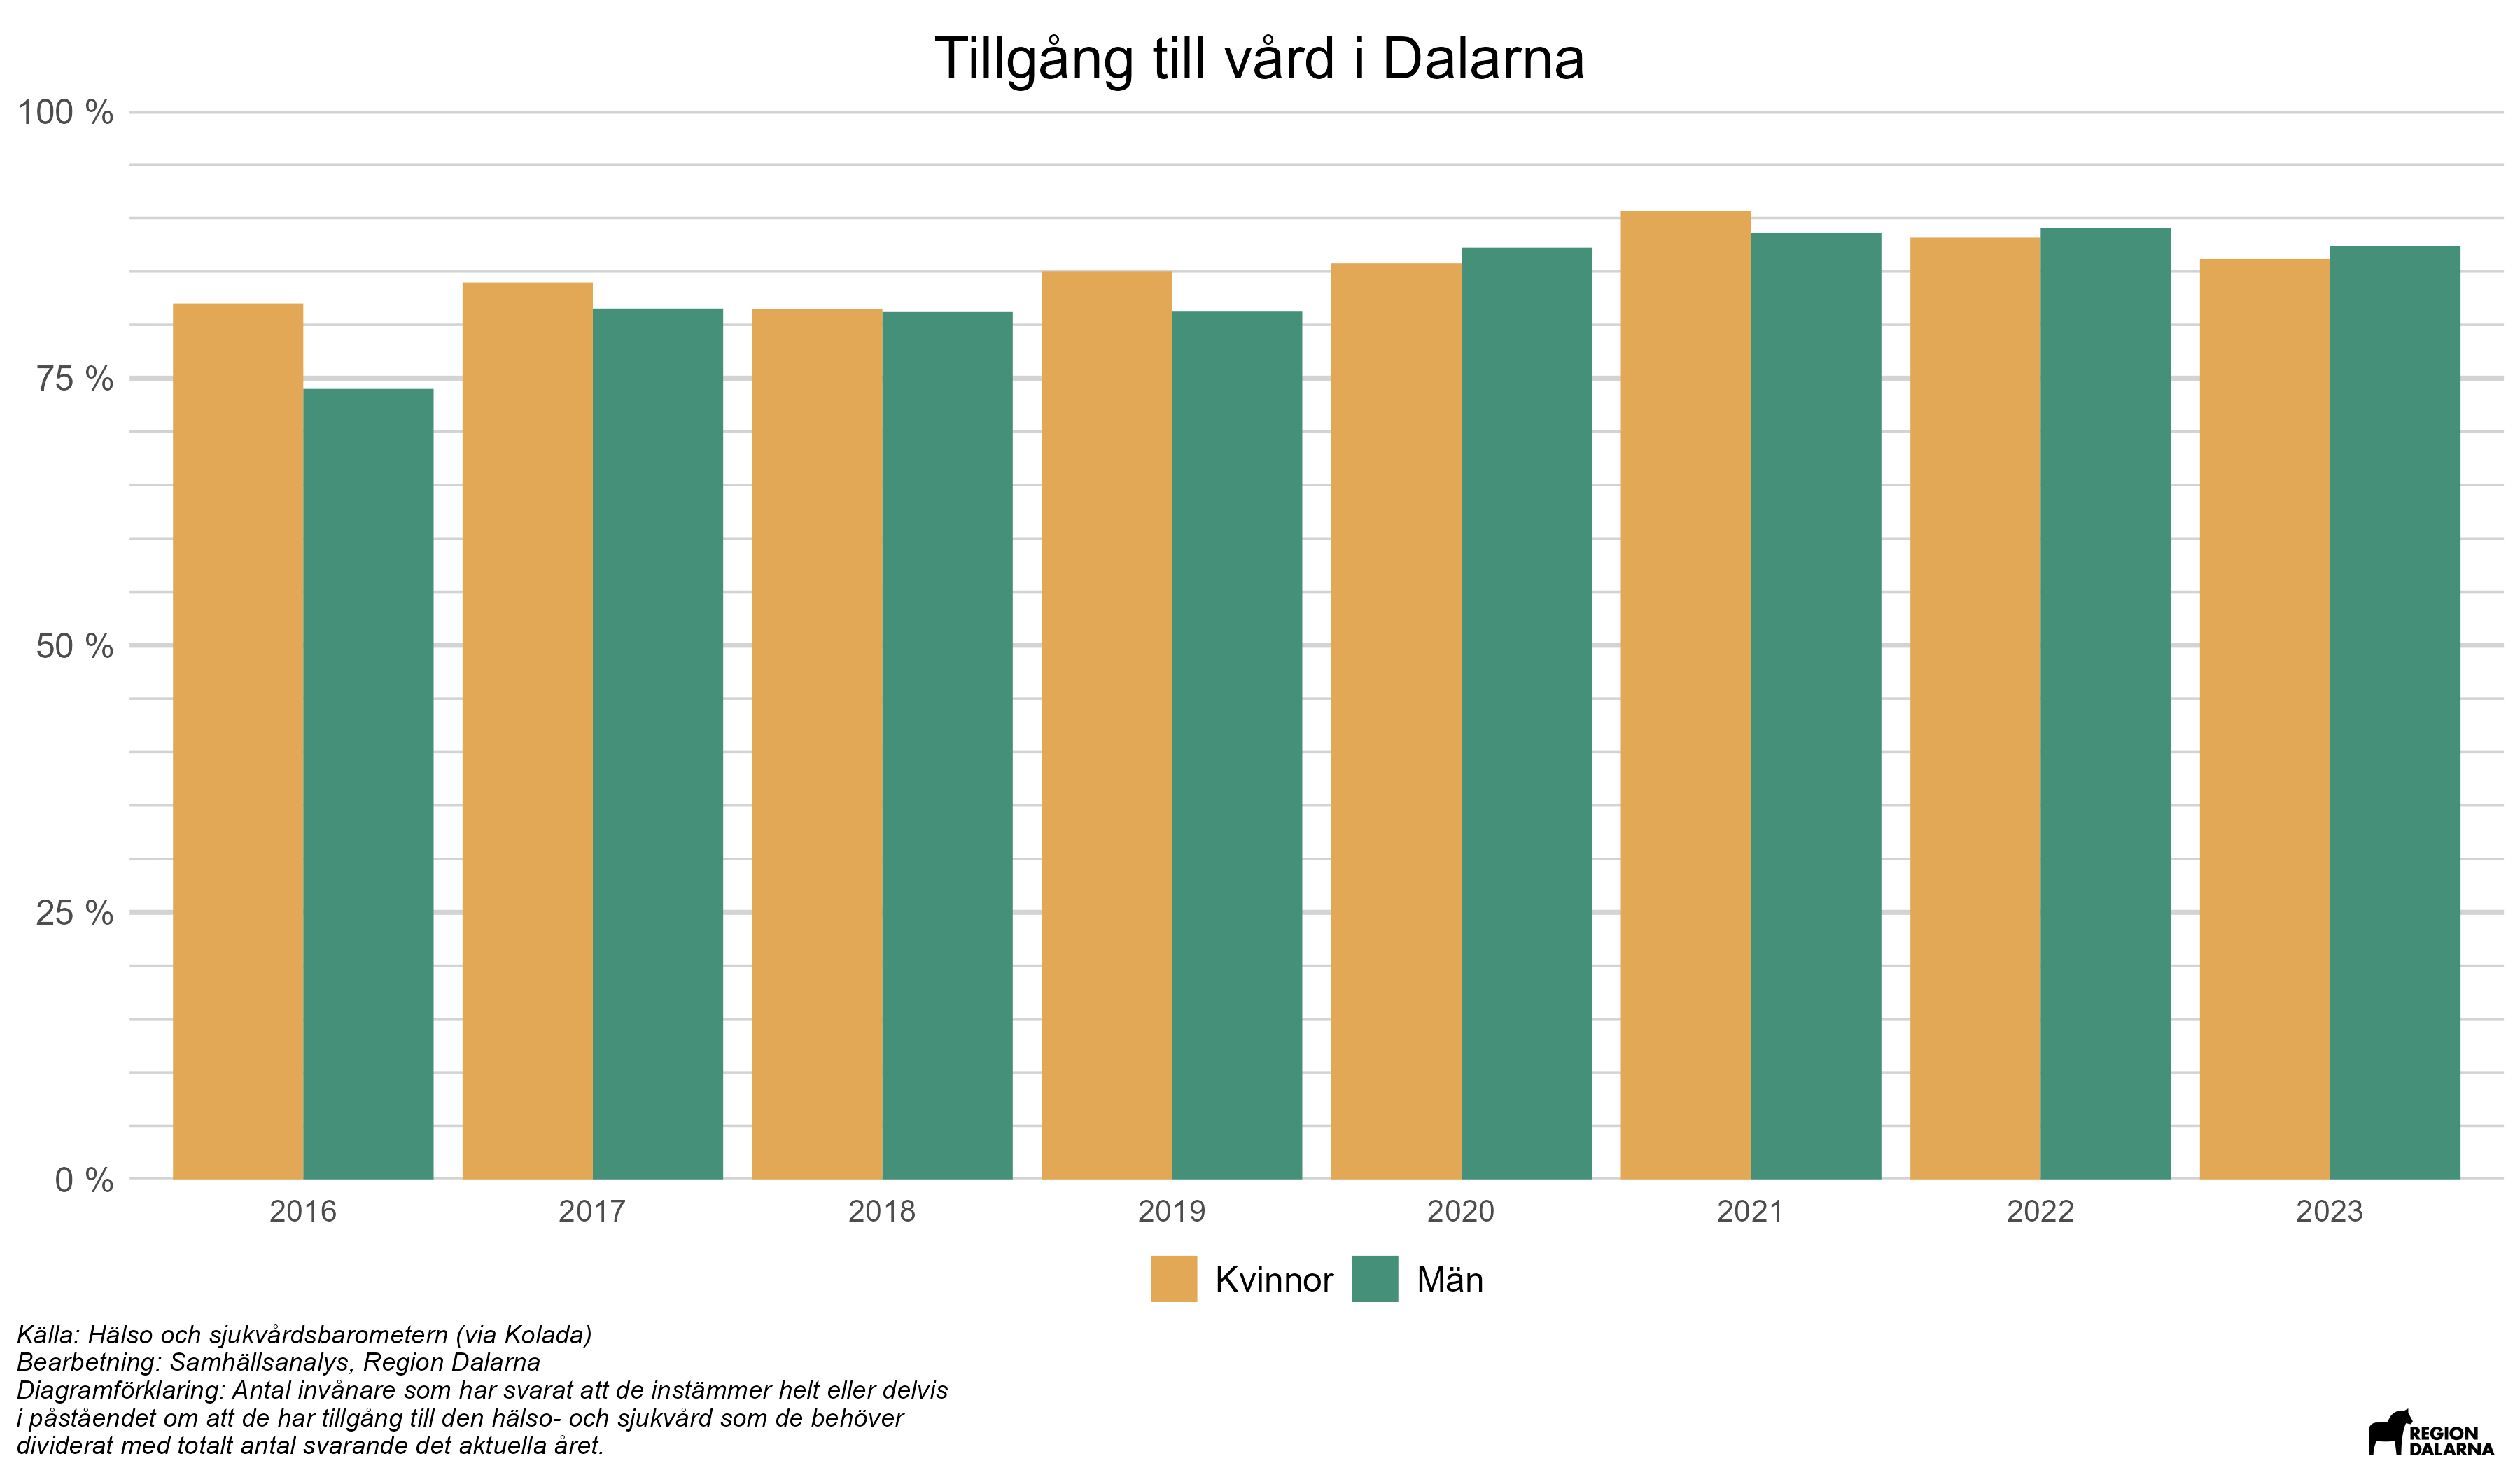 Tillgång till vård i Dalarna
100 %
75 %
50 %
25 %
0 %
2016 2017 2018 2019 2020 2021 2022 2023
Kvinnor Män
Källa: Hälso och sjukvårdsbarometern (via Kolada)
Bearbetning: Samhällsanalys, Region Dalarna
Diagramförklaring: Antal invånare som har svarat att de instämmer helt eller delvis
i påståendet om att de har tillgång till den hälso- och sjukvård som de behöver
dividerat med totalt antal svarande det aktuella året.
REGION
DALARNA